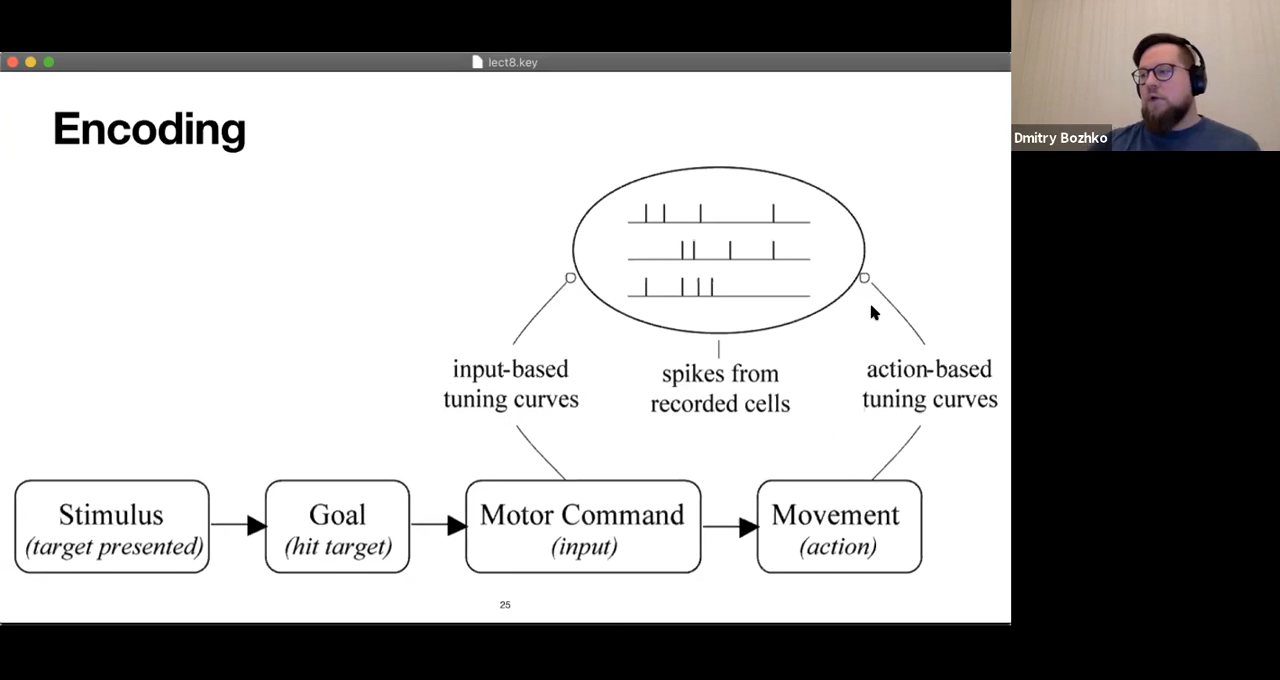 lect8.key
Dmitry Bozhko
Encoding
input-based
tuning curves
spikes from
recorded cells
action-based
tuning curves
Stimulus
(target presented)
Goal
(hit target)
Motor Command
(input)
Movement
(action)
25